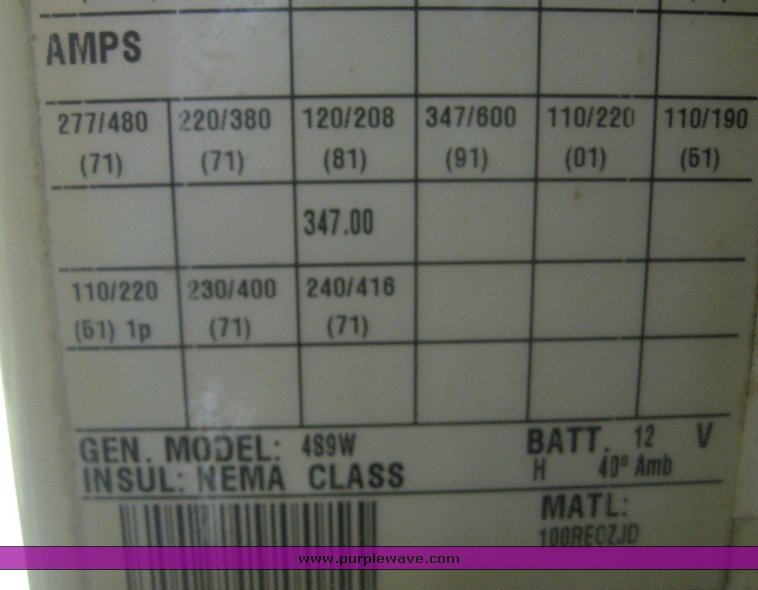 AMPS
277/480 220/380 120/208 347/600 110/220 110/190
(71) (71) (81) (91) (01) (51)
347.00
110/220 230/400 240/416
(51) 1p (71) (71)
GEN. MODEL: 4S9W BATT. 12 V
INSUL: NEMA CLASS H 40º Amb
MATL:
100REOZJD
www.purplewave.com